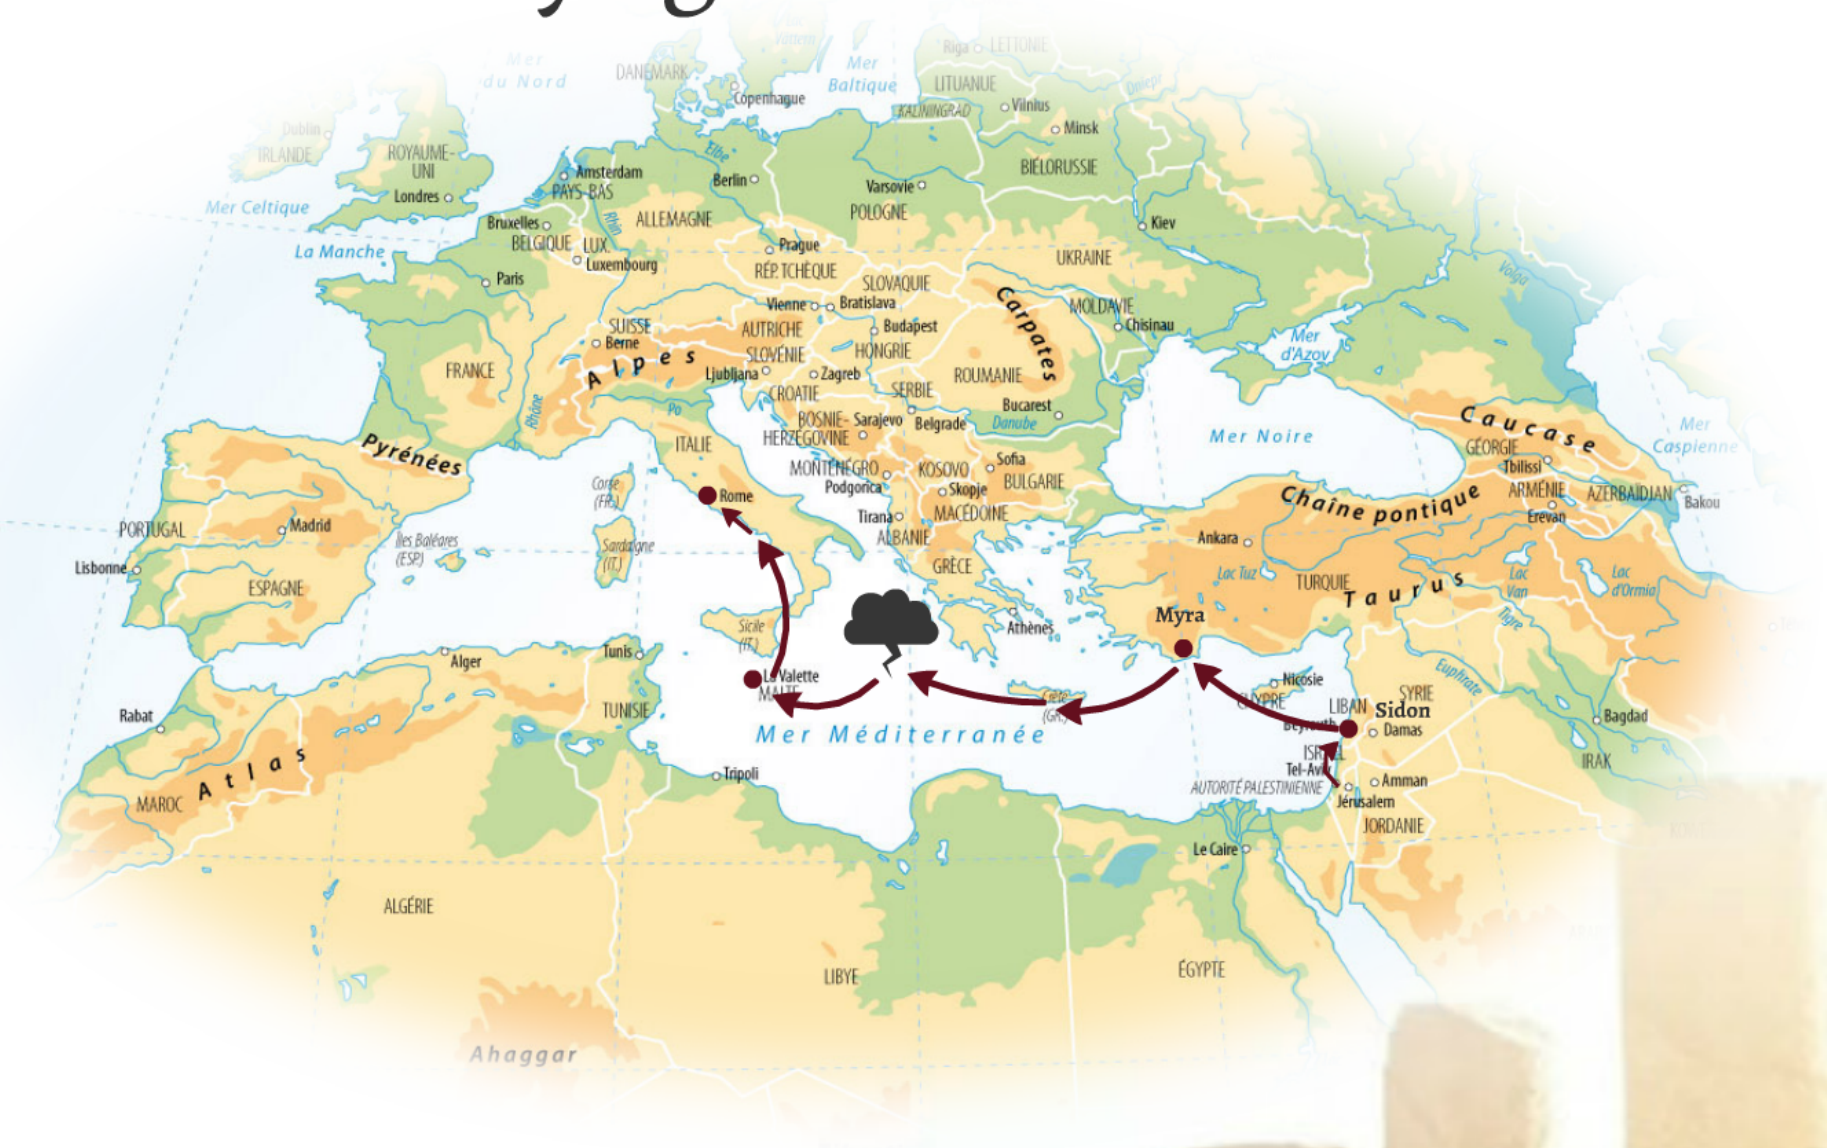 Lac Vättern
Riga
LETTONIE
Mer du Nord
DANEMARK
Mer Baltique
LITUANUE
Dniepr
Copenhague
KALININGRAD
Vilnius
Minsk
Dublin
IRLANDE
ROYAUME-
UNI
Elbe
BIÉLORUSSIE
Amsterdam
PAYS-BAS
Berlin
Varsovie
Londres
Mer Celtique
POLOGNE
Bruxelles
Rhin
ALLEMAGNE
Kiev
BELGIQUE
LUX.
Prague
La Manche
Luxembourg
RÉP. TCHÈQUE
UKRAINE
Paris
SLOVAQUIE
Volga
Vienne
Bratislava
Carpates
MOLDAVIE
SUISSE
AUTRICHE
Budapest
Chisinau
Berne
Mer
d'Azov
Alpes
SLOVÉNIE
HONGRIE
FRANCE
Ljubljana
Zagreb
ROUMANIE
CROATIE
SERBIE
Rhône
Po
Bucarest
BOSNIE-
HERZÉGOVINE
Sarajevo
Belgrade
Danube
Caucase
Mer
Caspienne
Mer Noire
ITALIE
GÉORGIE
Pyrénées
MONTÉNÉGRO
KOSOVO
Sofia
Tbilissi
Podgorica
Skopje
BULGARIE
Corse
(FR.)
Rome
Chaîne pontique
ARMÉNIE
AZERBAÏDJAN
Bakou
Tirana
MACÉDOINE
Erevan
PORTUGAL
Madrid
ALBANIE
Ankara
Îles Baléares
(ESP.)
Sardaigne
(IT.)
Lisbonne
GRÈCE
Lac Tuz
TURQUIE
Taurus
Lac
Van
Lac
d'Ormia
ESPAGNE
Myra
Sicile
(IT.)
Athènes
Tigre
Tunis
Alger
La Valette
MALTE
Nicosie
Euphrate
CHYPRE
Crète
(GR.)
SYRIE
LIBAN
Sidon
Rabat
TUNISIE
Beyrouth
Damas
Bagdad
Mer Méditerranée
ISRAËL
IRAK
Tel-Aviv
Tripoli
AUTORITÉ PALESTINIENNE
Amman
Atlas
MAROC
Jérusalem
JORDANIE
Le Caire
ALGÉRIE
LIBYE
ÉGYPTE
Ahaggar